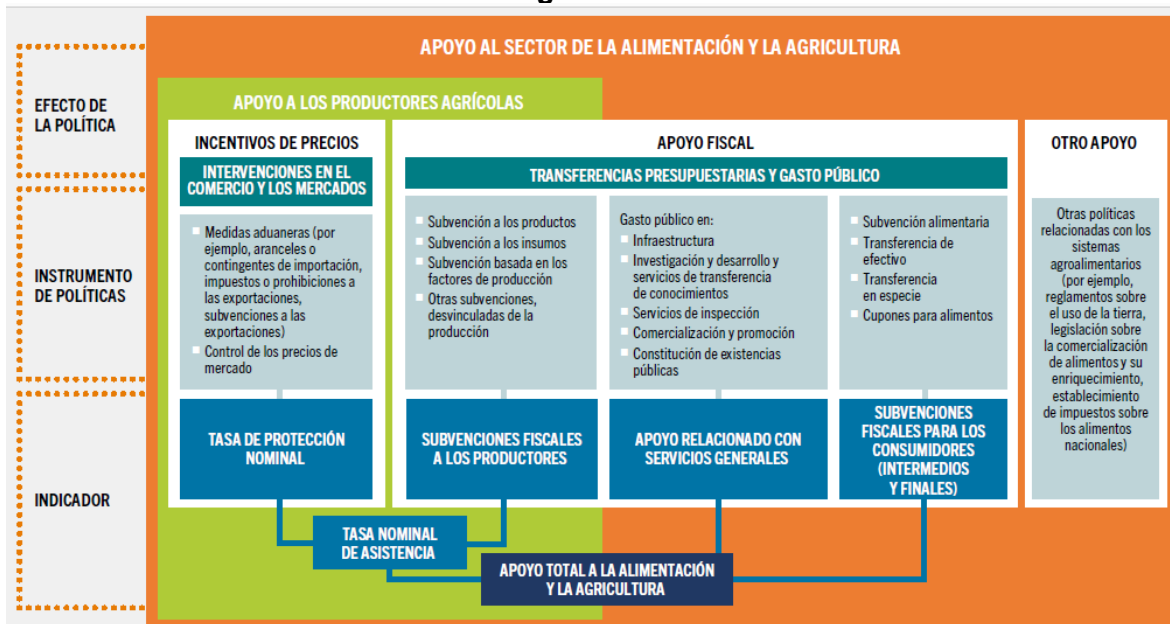 g
APOYO AL SECTOR DE LA ALIMENTACIÓN Y LA AGRICULTURA
EFECTO DE
LA POLÍTICA
APOYO A LOS PRODUCTORES AGRÍCOLAS
INCENTIVOS DE PRECIOS
INTERVENCIONES EN EL
COMERCIO Y LOS MERCADOS
APOYO FISCAL
TRANSFERENCIAS PRESUPUESTARIAS Y GASTO PÚBLICO
OTRO APOYO
INSTRUMENTO
DE POLÍTICAS
Medidas aduaneras (por
ejemplo, aranceles o
contingentes de importación,
impuestos o prohibiciones a
las exportaciones,
subvenciones a las
exportaciones)
Control de los precios de
mercado
Subvención a los productos
Subvención a los insumos
Subvención basada en los
factores de producción
Otras subvenciones,
desvinculadas de la
producción
Gasto público en:
Infraestructura
Investigación y desarrollo y
servicios de transferencia
de conocimientos
Servicios de inspección
Comercialización y promoción
Constitución de existencias
públicas
Subvención alimentaria
Transferencia de
efectivo
Transferencia
en especie
Cupones para alimentos
Otras políticas
relacionadas con los
sistemas
agroalimentarios
(por ejemplo,
reglamentos sobre
el uso de la tierra,
legislación sobre
la comercialización
de alimentos y su
enriquecimiento,
establecimiento
de impuestos sobre
los alimentos
nacionales)
INDICADOR
TASA DE PROTECCIÓN
NOMINAL
SUBVENCIONES FISCALES
A LOS PRODUCTORES
APOYO RELACIONADO CON
SERVICIOS GENERALES
SUBVENCIONES
FISCALES PARA LOS
CONSUMIDORES
(INTERMEDIOS
Y FINALES)
TASA NOMINAL
DE ASISTENCIA
APOYO TOTAL A LA ALIMENTACIÓN
Y LA AGRICULTURA